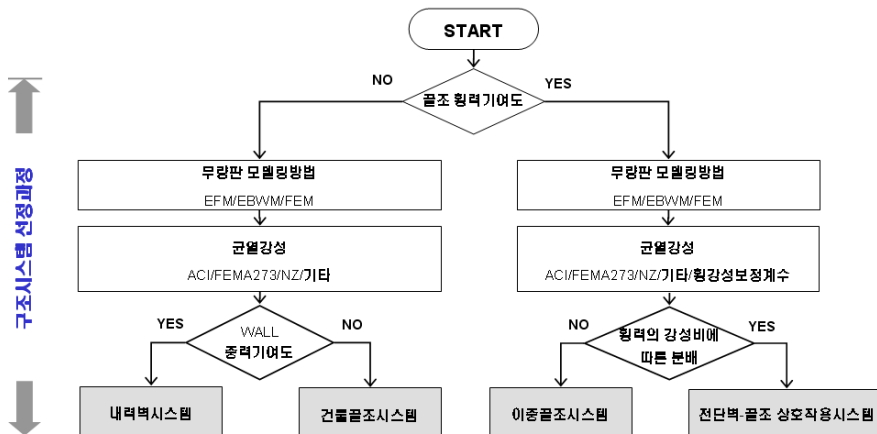 START
NO
YES
골조 횡력기여도
무량판 모델링방법
EFM/EBWM/FEM
무량판 모델링방법
EFM/EBWM/FEM
균열강성
ACI/FEMA273/NZ/기타
균열강성
ACI/FEMA273/NZ/기타/횡강성보정계수
YES
WALL
중력기여도
NO
NO
횡력의 강성비에
따른 분배
YES
내력벽시스템
건물골조시스템
이중골조시스템
전단벽-골조 상호작용시스템
구조시스템 선정과정